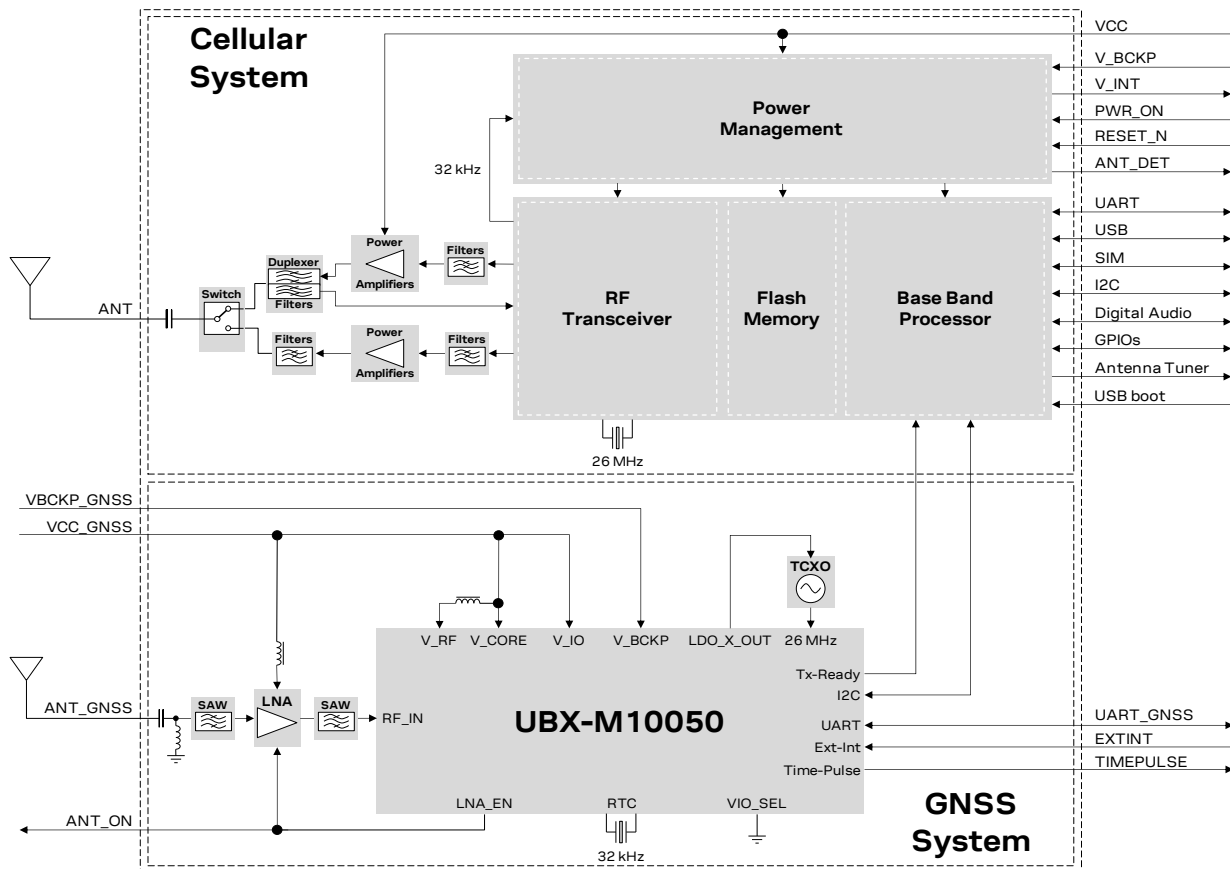 Cellular
System
VCC
V_BCKP
V_INT
PWR_ON
RESET_N
ANT_DET
Power
Management
32 kHz
UART
USB
SIM
I2C
Digital Audio
GPIOs
Antenna Tuner
USB boot
Power
Amplifiers
Filters
Duplexer
Filters
Switch
ANT
Filters
Power
Amplifiers
Filters
RF
Transceiver
Flash
Memory
Base Band
Processor
26 MHz
VBCKP_GNSS
VCC_GNSS
TCXO
V_RF
V_CORE
V_IO
V_BCKP
LDO_X_OUT
26 MHz
Tx-Ready
I2C
UART
Ext-Int
Time-Pulse
ANT_GNSS
SAW
LNA
SAW
RF_IN
UBX-M10050
UART_GNSS
EXTINT
TIMEPULSE
LNA_EN
RTC
VIO_SEL
ANT_ON
32 kHz
GNSS
System